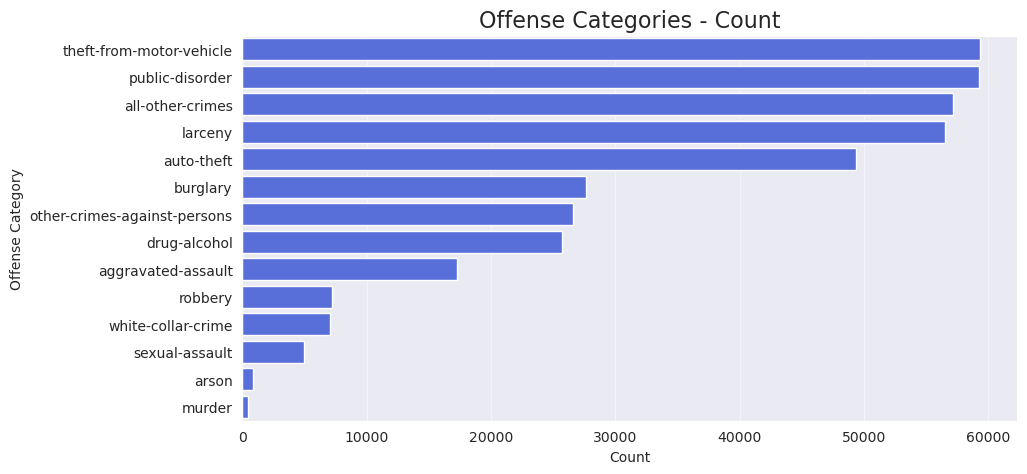 Offense Categories - Count
Offense Category
theft-from-motor-vehicle
public-disorder
all-other-crimes
larceny
auto-theft
burglary
other-crimes-against-persons
drug-alcohol
aggravated-assault
robbery
white-collar-crime
sexual-assault
arson
murder
0 10000 20000 30000 40000 50000 60000
Count